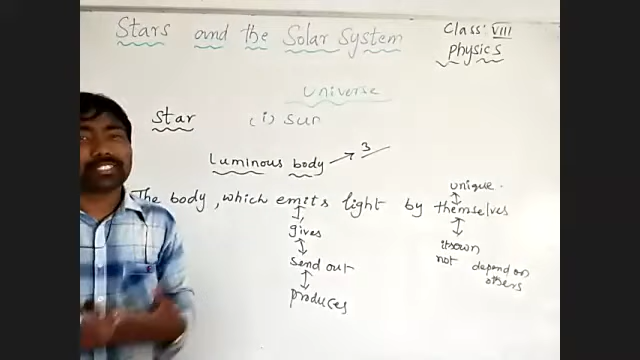 Stars and the Solar System
Class: VIII
Physics
Universe
Star (i) Sun
Luminous body → 3
The body, which emits light by themselves
unique.
gives
send out
produces
itsown
not depend on
others